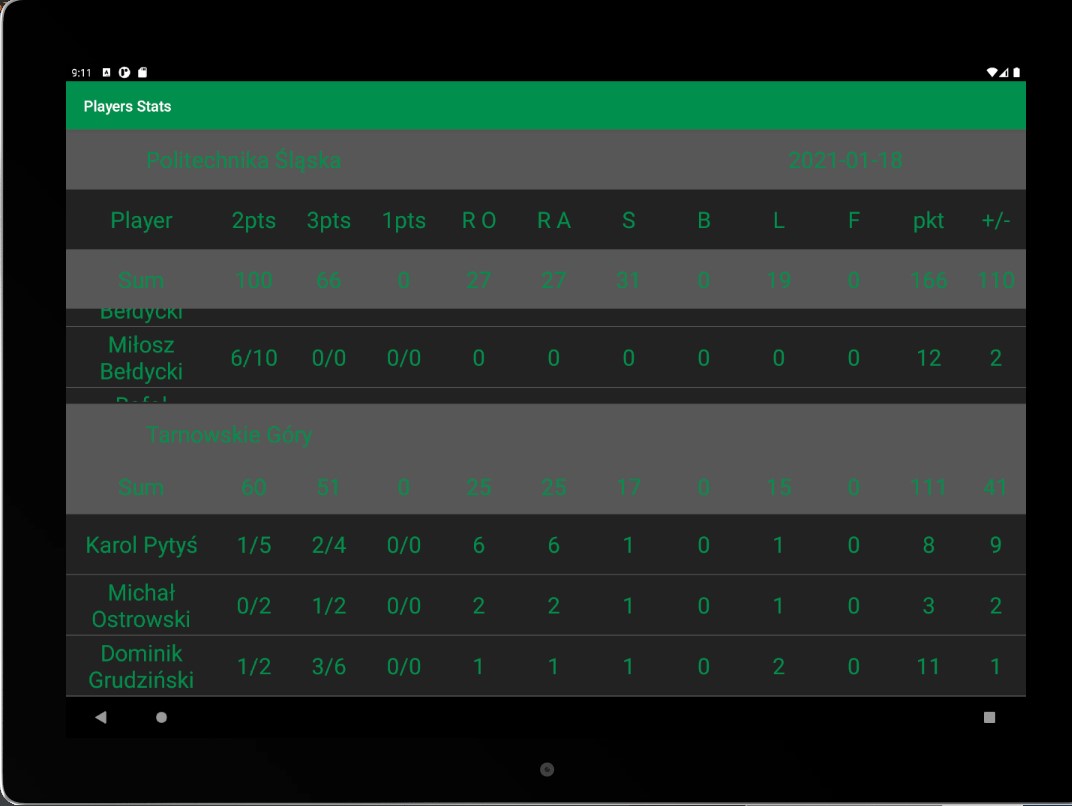 9:11
Players Stats
Politechnika Śląska 2021-01-18
Player 2pts 3pts 1pts R O R A S B L F pkt +/-
Sum 100 66 0 27 27 31 0 19 0 166 110
Bełdycki
Miłosz
Bełdycki 6/10 0/0 0/0 0 0 0 0 0 0 12 2
Tarnowskie Góry
Sum 60 51 0 25 25 17 0 15 0 111 41
Karol Pytyś 1/5 2/4 0/0 6 6 1 0 1 0 8 9
Michał
Ostrowski 0/2 1/2 0/0 2 2 1 0 1 0 3 2
Dominik
Grudziński 1/2 3/6 0/0 1 1 1 0 2 0 11 1